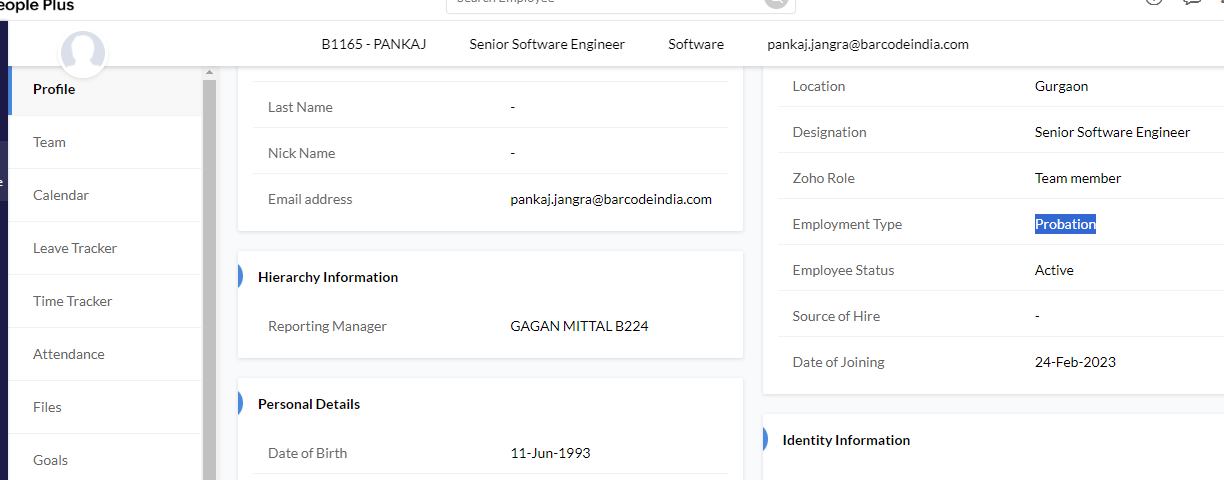 eople Plus
Search Employee
B1165 - PANKAJ Senior Software Engineer Software pankaj.jangra@barcodeindia.com
Profile
Team
Calendar
Leave Tracker
Time Tracker
Attendance
Files
Goals
Last Name -
Nick Name -
Email address pankaj.jangra@barcodeindia.com
Hierarchy Information
Reporting Manager GAGAN MITTAL B224
Personal Details
Date of Birth 11-Jun-1993
Location Gurgaon
Designation Senior Software Engineer
Zoho Role Team member
Employment Type Probation
Employee Status Active
Source of Hire -
Date of Joining 24-Feb-2023
Identity Information